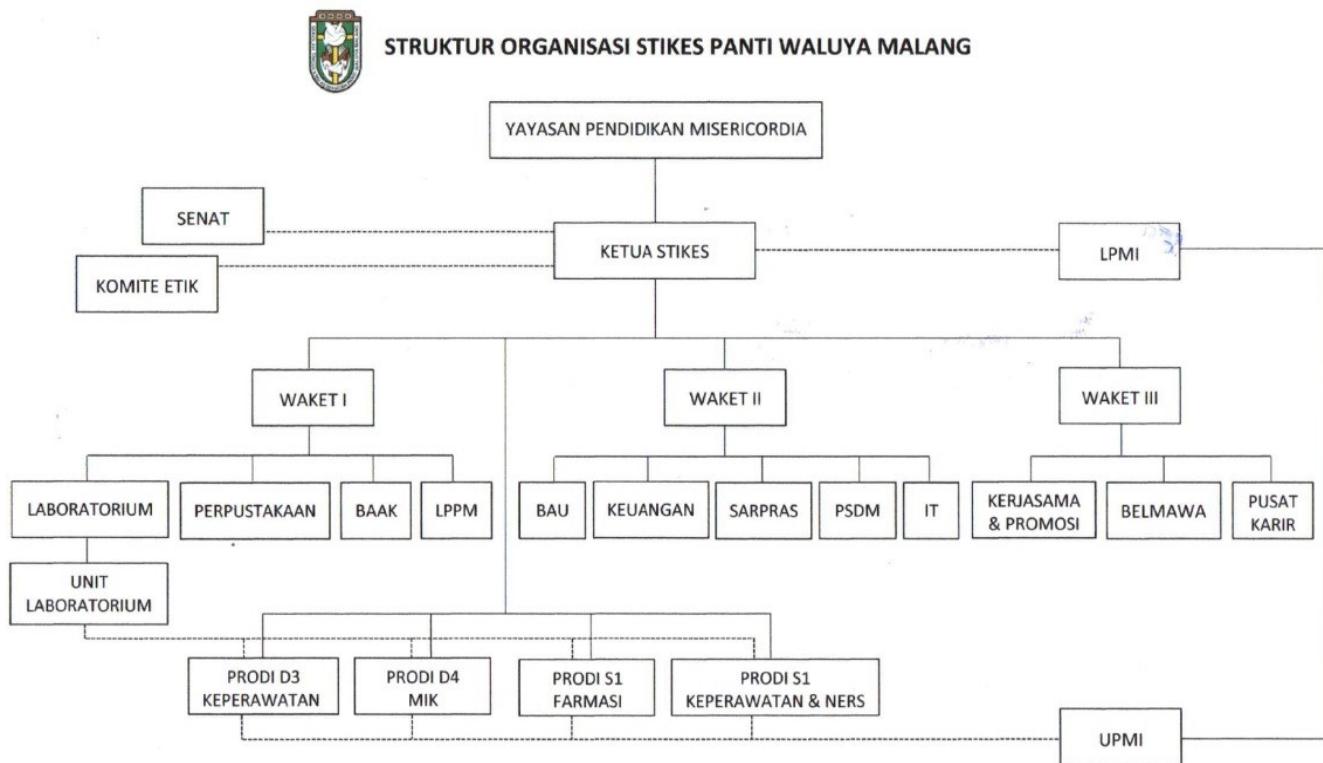 STRUKTUR ORGANISASI STIKES PANTI WALUYA MALANG
YAYASAN PENDIDIKAN MISERICORDIA
SENAT
KETUA STIKES
LPMI
KOMITE ETIK
WAKET I
WAKET II
WAKET III
LABORATORIUM
PERPUSTAKAAN
BAAK
LPPM
BAU
KEUANGAN
SARPRAS
PSDM
IT
KERJASAMA
& PROMOSI
BELMAWA
PUSAT
KARIR
UNIT
LABORATORIUM
PRODI D3
KEPERAWATAN
PRODI D4
MIK
PRODI S1
FARMASI
PRODI S1
KEPERAWATAN & NERS
UPMI